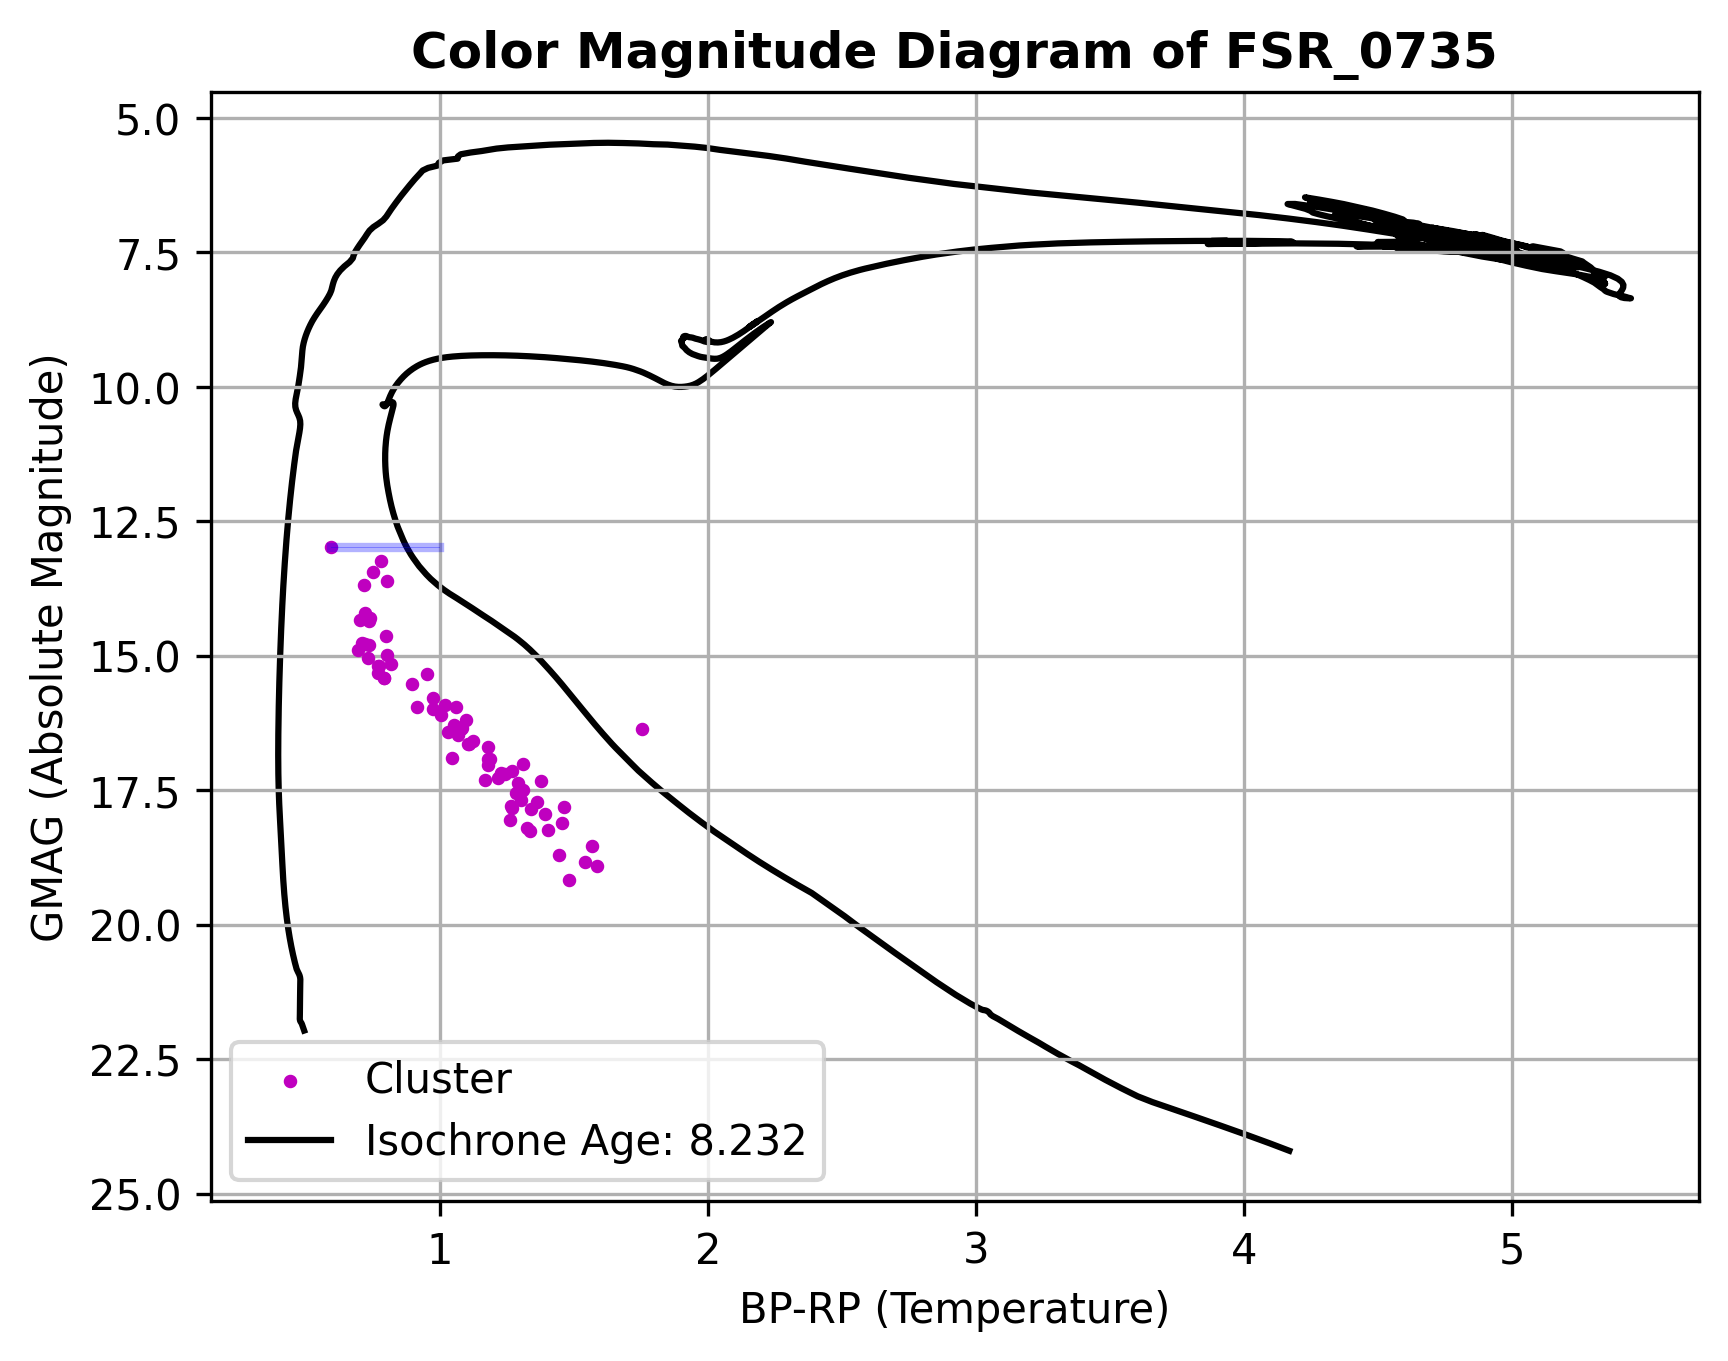 Color Magnitude Diagram of FSR_0735
GMAG (Absolute Magnitude)
5.0
7.5
10.0
12.5
15.0
17.5
20.0
22.5
25.0
Cluster
Isochrone Age: 8.232
1 2 3 4 5
BP-RP (Temperature)